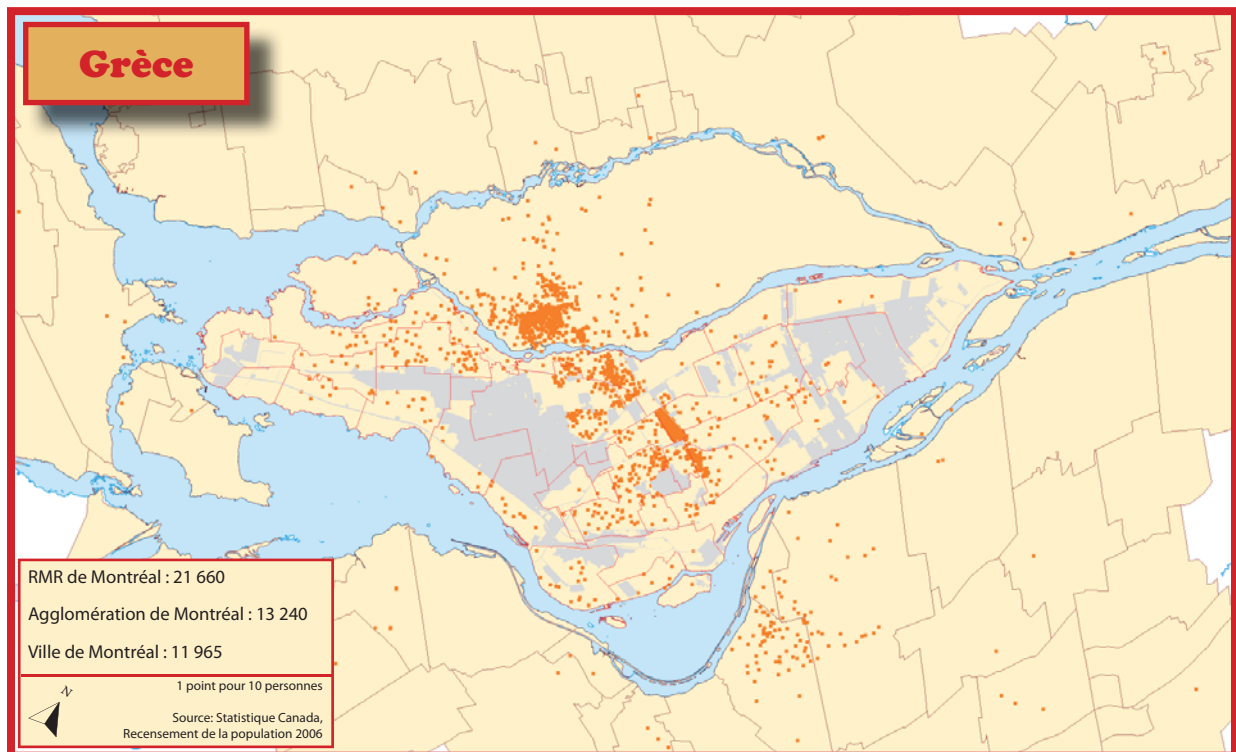 Grèce
RMR de Montréal : 21 660
Agglomération de Montréal : 13 240
Ville de Montréal : 11 965
N
1 point pour 10 personnes
Source: Statistique Canada,
Recensement de la population 2006